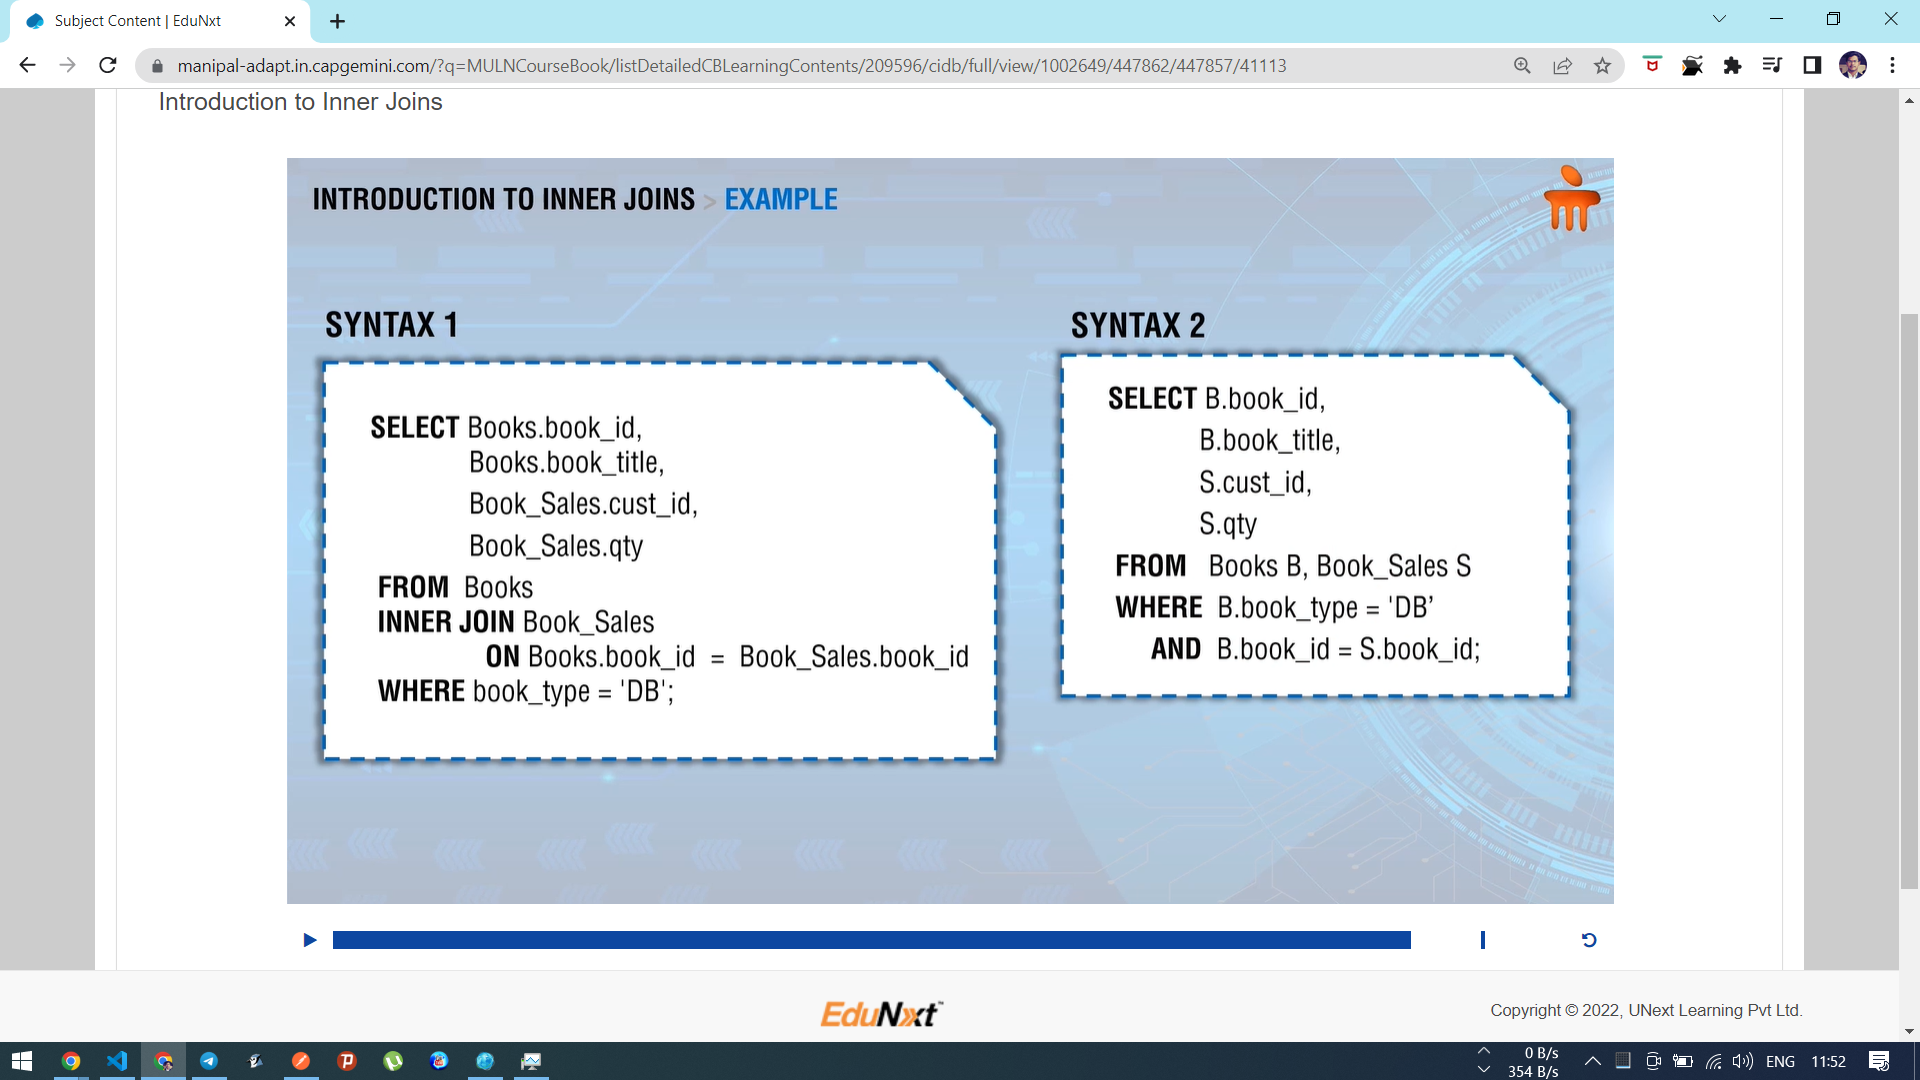 Subject Content | EduNxt
manipal-adapt.in.capgemini.com/?q=MULNCourseBook/listDetailedCBLearningContents/209596/cidb/full/view/1002649/447862/447857/41113
Introduction to Inner Joins
INTRODUCTION TO INNER JOINS > EXAMPLE
SYNTAX 1
SELECT Books.book_id,
Books.book_title,
Book_Sales.cust_id,
Book_Sales.qty
FROM Books
INNER JOIN Book_Sales
ON Books.book_id = Book_Sales.book_id
WHERE book_type = 'DB';
SYNTAX 2
SELECT B.book_id,
B.book_title,
S.cust_id,
S.qty
FROM Books B, Book_Sales S
WHERE B.book_type = 'DB’
AND B.book_id = S.book_id;
EduNxt™
Copyright © 2022, UNext Learning Pvt Ltd.
0 B/s
354 B/s
ENG
11:52